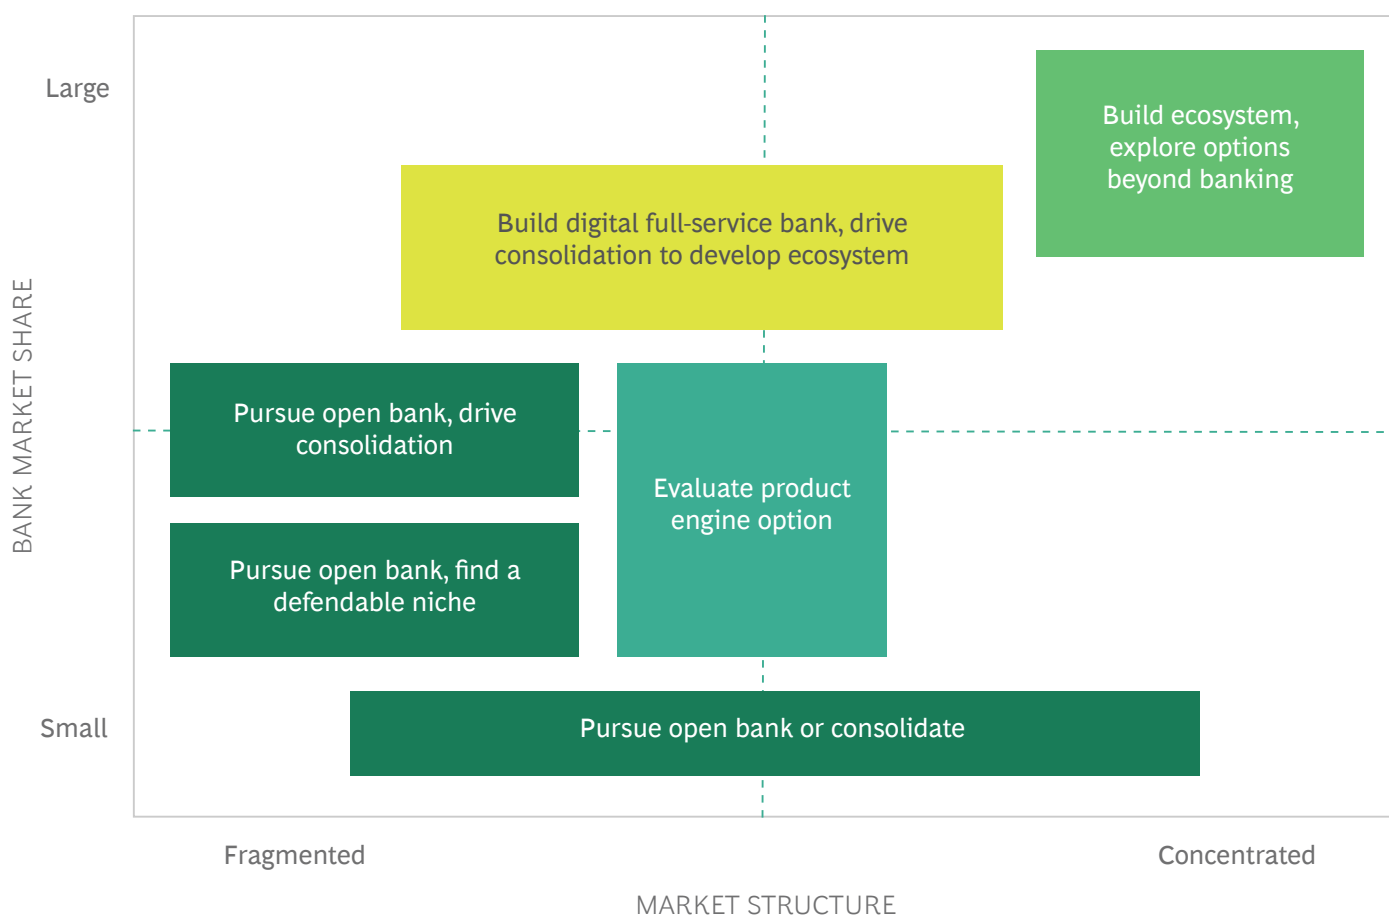 Large
Build ecosystem,
explore options
beyond banking
Build digital full-service bank, drive
consolidation to develop ecosystem
BANK MARKET SHARE
Pursue open bank, drive
consolidation
Evaluate product
engine option
Pursue open bank, find a
defendable niche
Small
Pursue open bank or consolidate
Fragmented
Concentrated
MARKET STRUCTURE